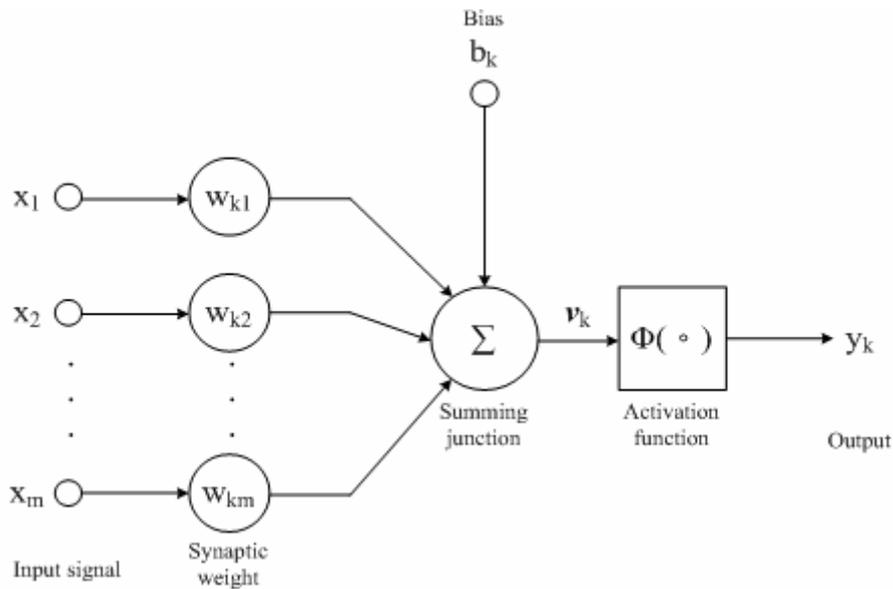 Bias
bₖ
x₁
wₖ₁
x₂
wₖ₂
Σ
𝒗ₖ
Φ( ∘ )
yₖ
Summing
junction
Activation
function
Output
xₘ
wₖₘ
Synaptic
weight
Input signal